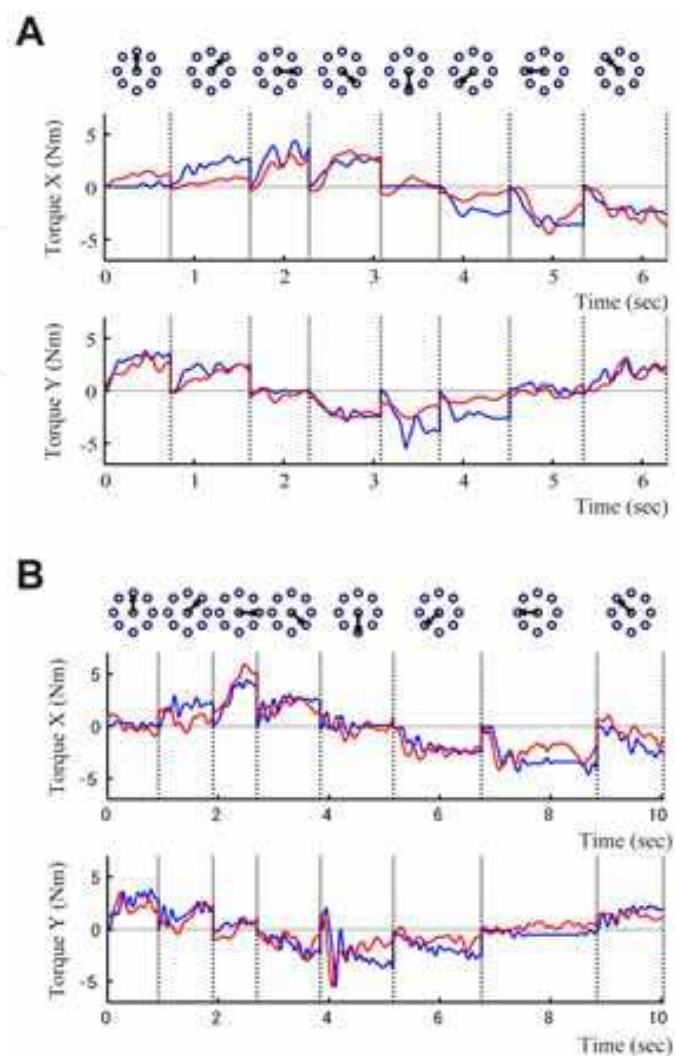 A
Torque X (Nm)
5
0
-5
0 1 2 3 4 5 6
Time (sec)
Torque Y (Nm)
5
0
-5
0 1 2 3 4 5 6
Time (sec)
B
Torque X (Nm)
5
0
-5
0 2 4 6 8 10
Time (sec)
Torque Y (Nm)
5
0
-5
0 2 4 6 8 10
Time (sec)